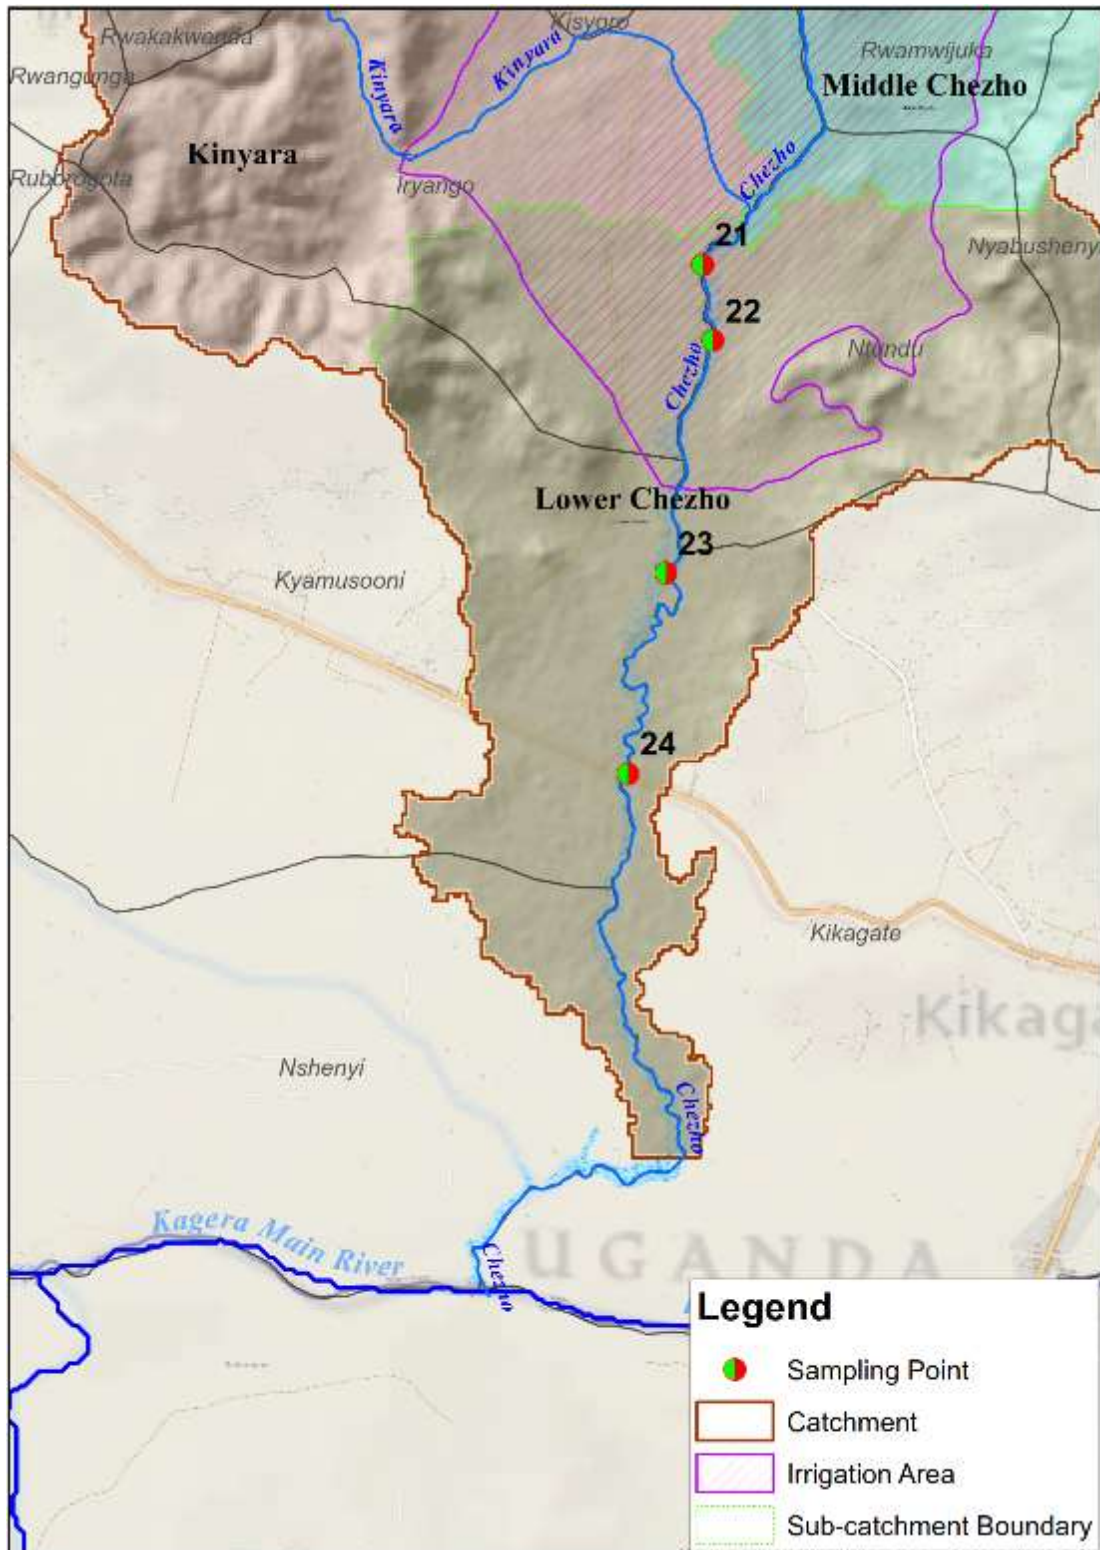 Kisyoro
Rwakakwenda
Kinyara
Rwamwijuka
Rwangunga
Kinyara
Middle Chezho
Kinyara
Chezho
Ruborogota
Iryango
21
Nyabushenyi
22
Ntundu
Chezho
Lower Chezho
23
Kyamusooni
24
Kikagate
Kikaga
Nshenyi
Chezho
Kagera Main River
UGANDA
Chezho
Legend
Sampling Point
Catchment
Irrigation Area
Sub-catchment Boundary